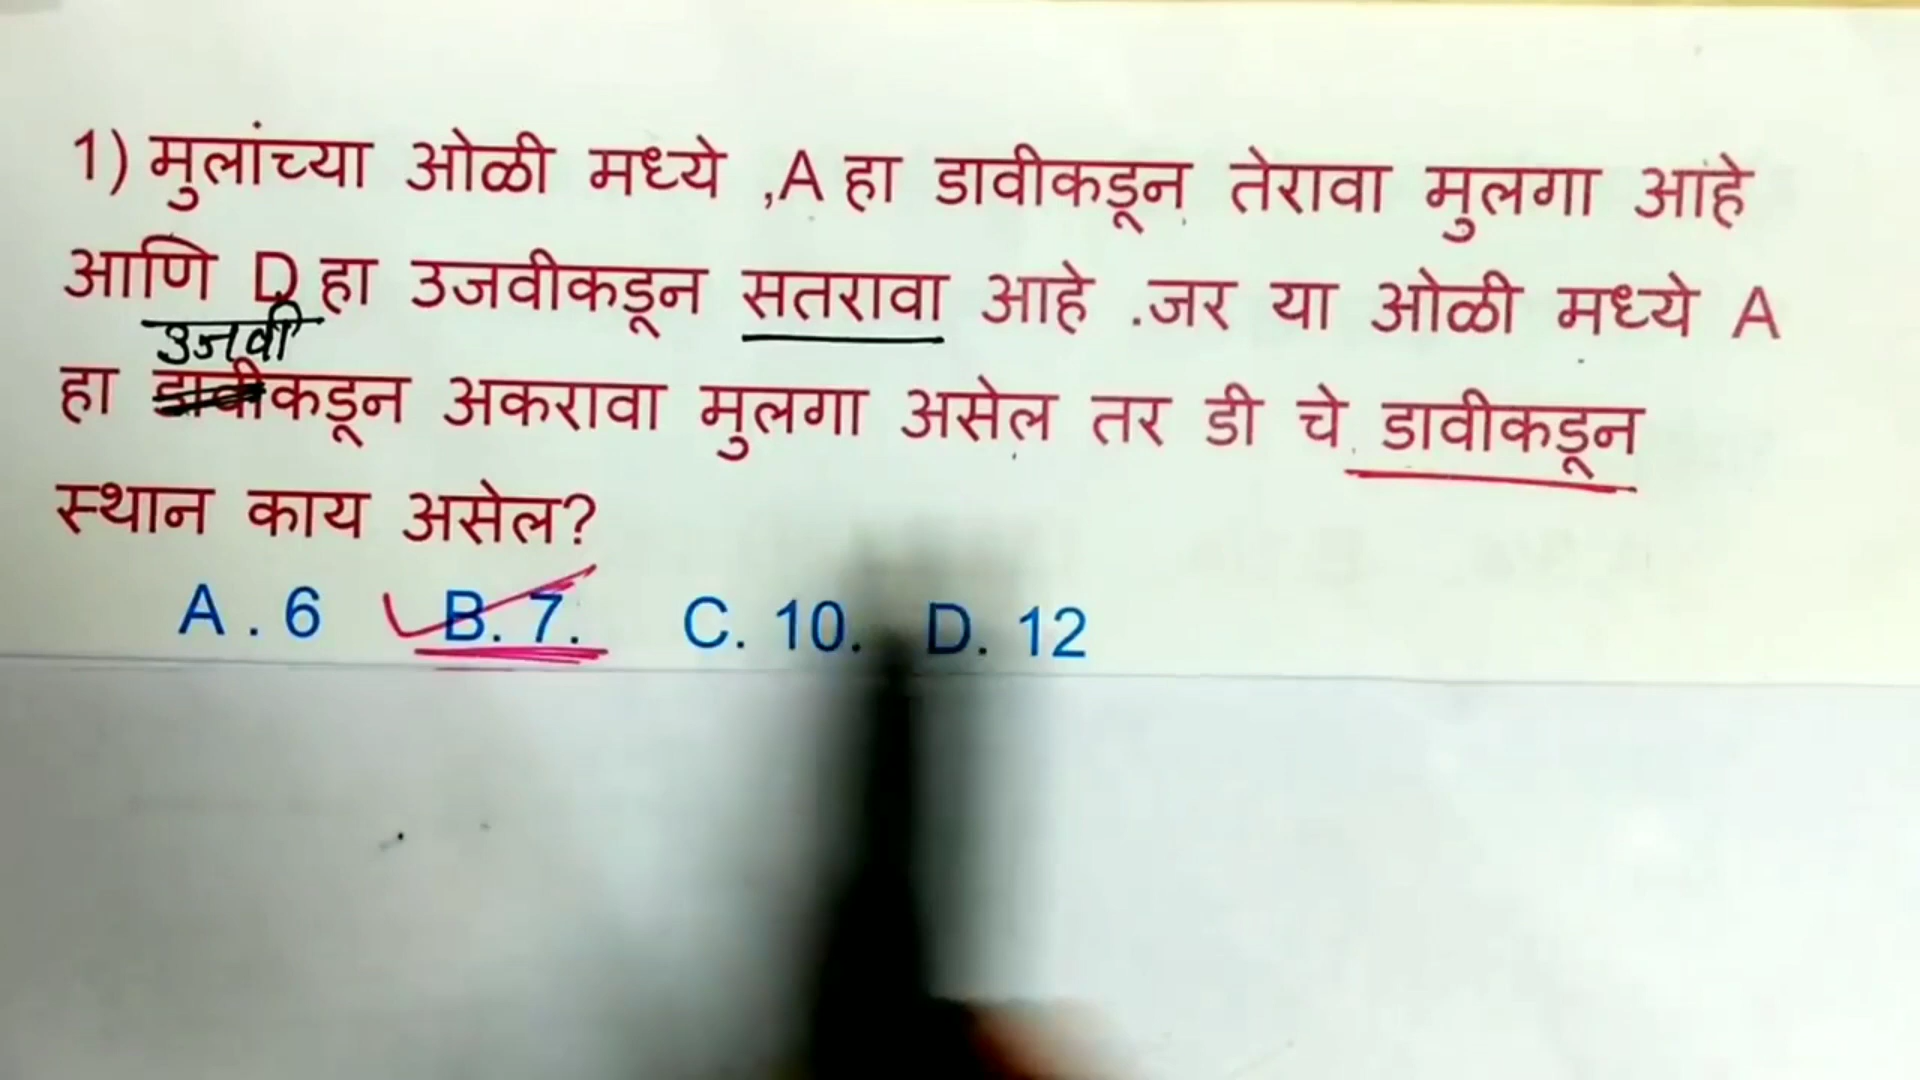 1) मुलांच्या ओळी मध्ये ,A हा डावीकडून तेरावा मुलगा आहे
आणि D हा उजवीकडून सतरावा आहे .जर या ओळी मध्ये A
उजवी
हा डावीकडून अकरावा मुलगा असेल तर डी चे डावीकडून
स्थान काय असेल?
A . 6 B. 7. C. 10. D. 12